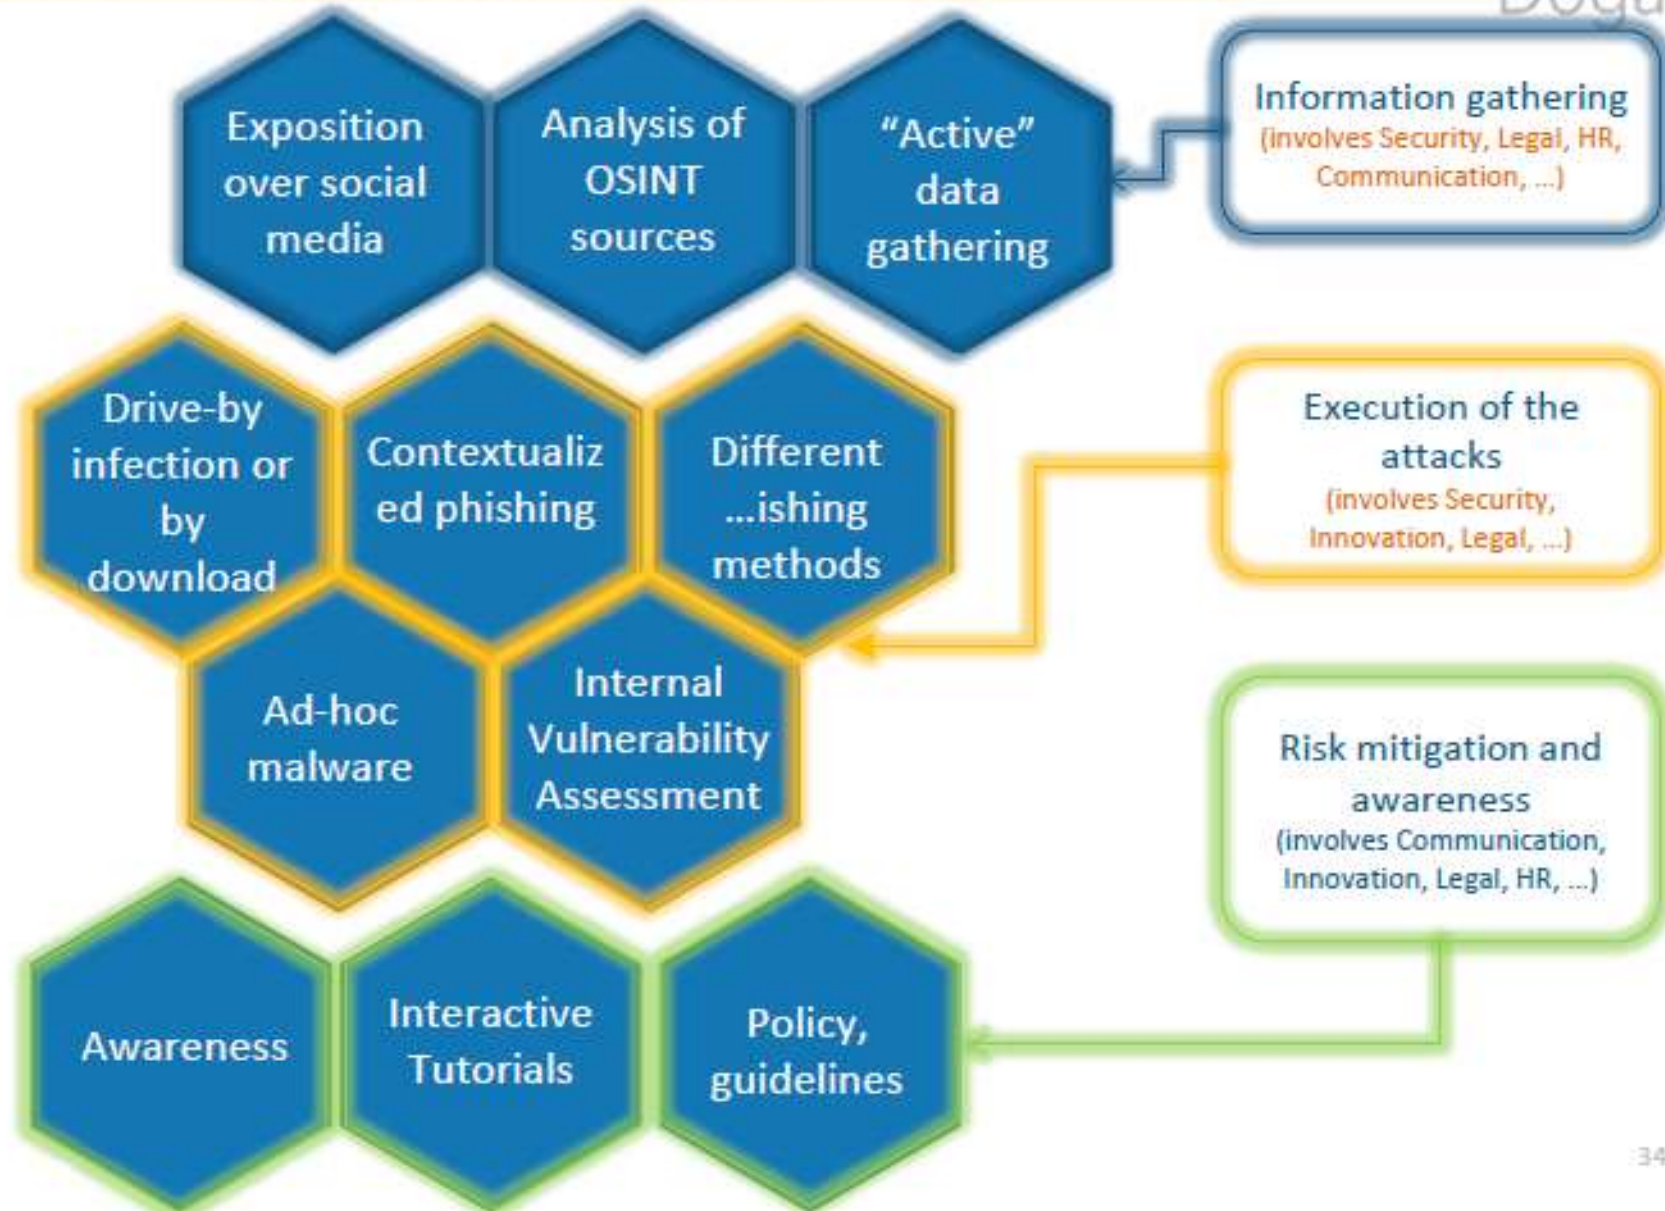 Exposition
over social
media
Analysis of
OSINT
sources
“Active”
data
gathering
Information gathering
(involves Security, Legal, HR,
Communication, ...)
Drive-by
infection or
by
download
Contextualiz
ed phishing
Different
...ishing
methods
Execution of the
attacks
(involves Security,
Innovation, Legal, ...)
Ad-hoc
malware
Internal
Vulnerability
Assessment
Risk mitigation and
awareness
(involves Communication,
Innovation, Legal, HR, ...)
Awareness
Interactive
Tutorials
Policy,
guidelines
34